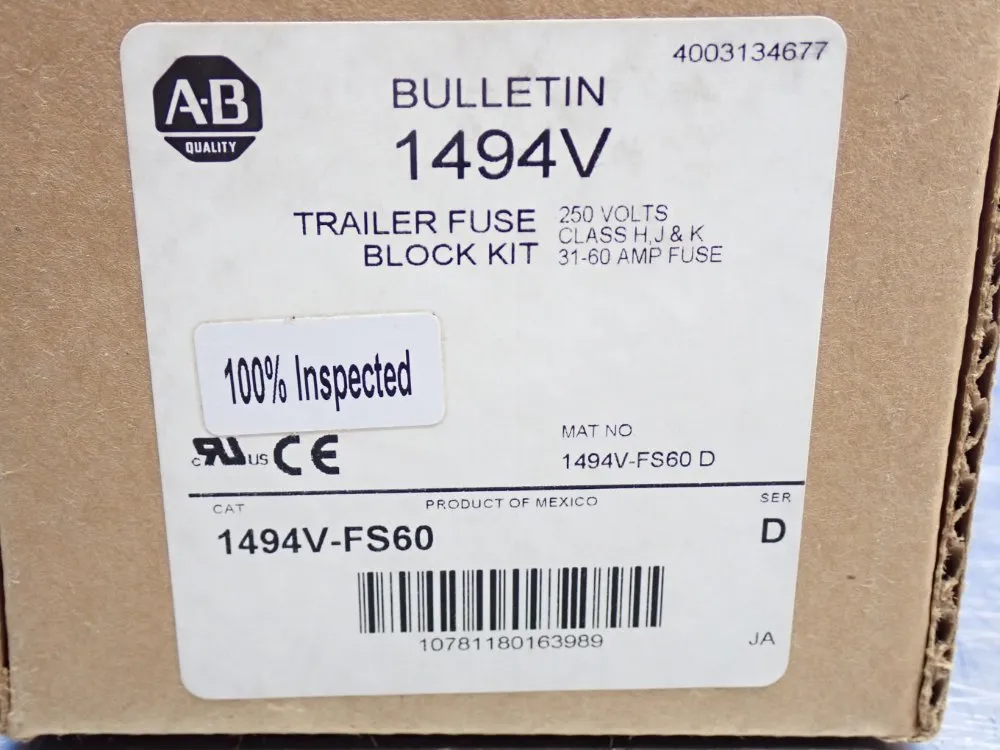 4003134677
A-B
QUALITY
BULLETIN
1494V
TRAILER FUSE
BLOCK KIT
250 VOLTS
CLASS H, J & K
31-60 AMP FUSE
100% Inspected
c RU US CE
MAT NO
1494V-FS60 D
CAT
PRODUCT OF MEXICO
SER
1494V-FS60
D
10781180163989
JA